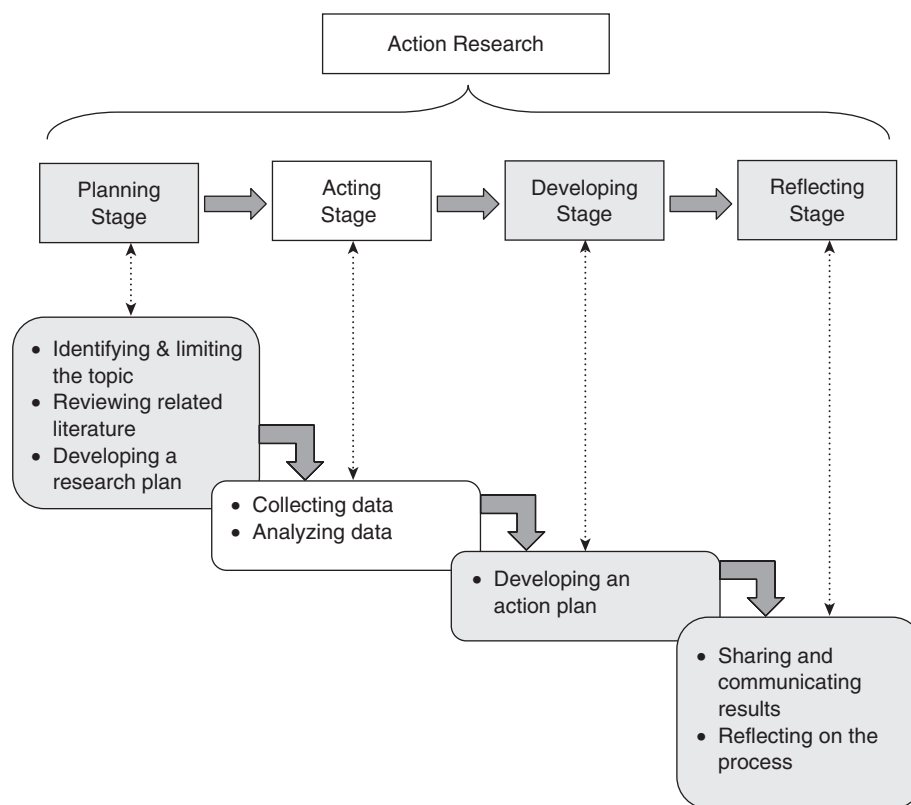 Action Research
Planning
Stage
Acting
Stage
Developing
Stage
Reflecting
Stage
• Identifying & limiting
the topic
• Reviewing related
literature
• Developing a
research plan
• Collecting data
• Analyzing data
• Developing an
action plan
• Sharing and
communicating
results
• Reflecting on the
process